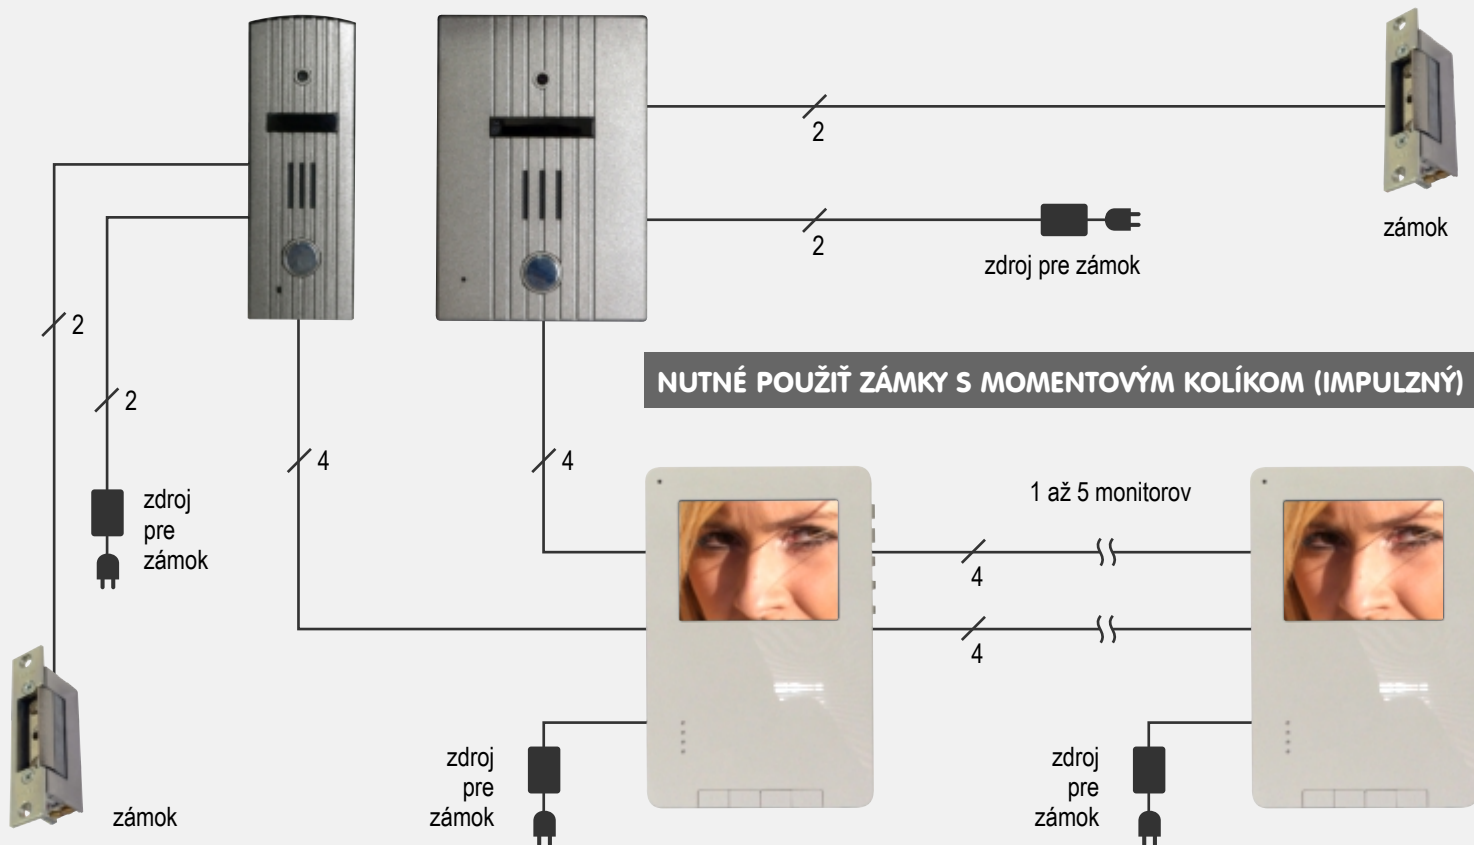 2
zámok
2
zdroj pre zámok
2
NUTNÉ POUŽIŤ ZÁMKY S MOMENTOVÝM KOLÍKOM (IMPULZNÝ)
2
4
4
zdroj
pre
zámok
1 až 5 monitorov
4
4
zámok
zdroj
pre
zámok
zdroj
pre
zámok